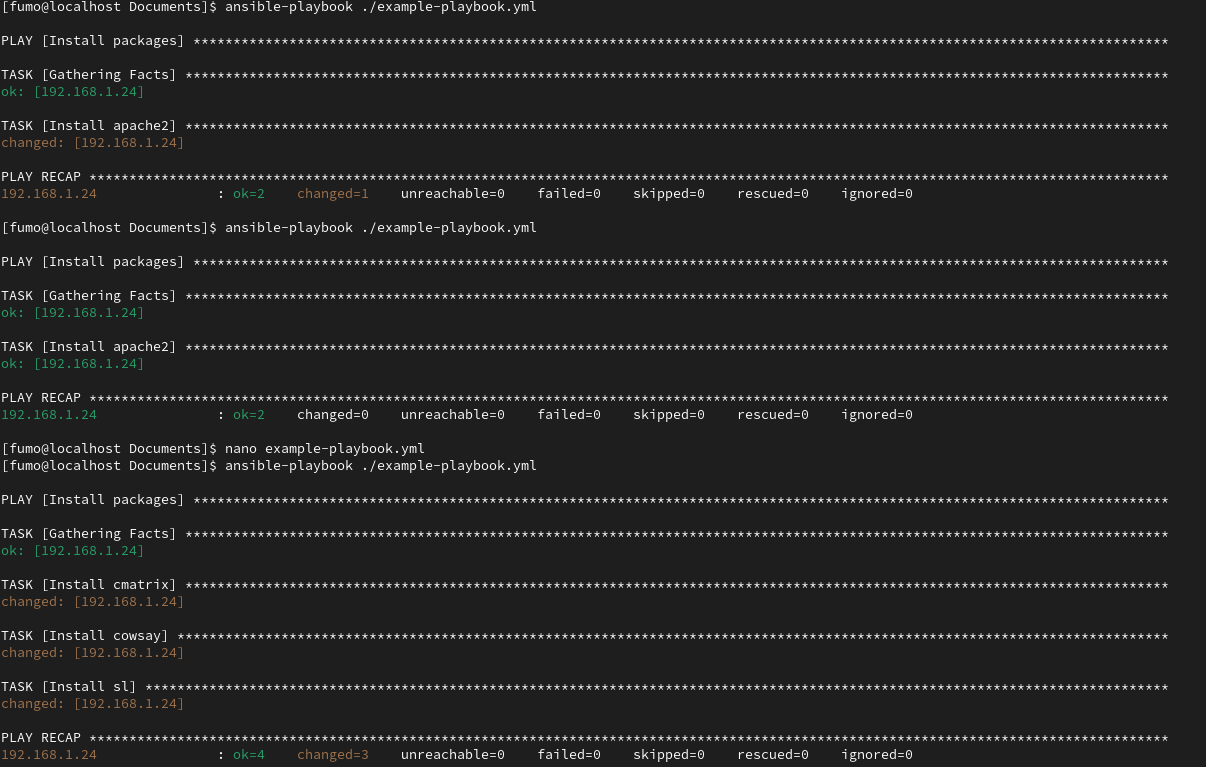 [fumo@localhost Documents]$ ansible-playbook ./example-playbook.yml
PLAY [Install packages] **************************************************************************************************************************
TASK [Gathering Facts] ***************************************************************************************************************************
ok: [192.168.1.24]
TASK [Install apache2] ***************************************************************************************************************************
changed: [192.168.1.24]
PLAY RECAP ***************************************************************************************************************************************
192.168.1.24               : ok=2    changed=1    unreachable=0    failed=0    skipped=0    rescued=0    ignored=0
[fumo@localhost Documents]$ ansible-playbook ./example-playbook.yml
PLAY [Install packages] **************************************************************************************************************************
TASK [Gathering Facts] ***************************************************************************************************************************
ok: [192.168.1.24]
TASK [Install apache2] ***************************************************************************************************************************
ok: [192.168.1.24]
PLAY RECAP ***************************************************************************************************************************************
192.168.1.24               : ok=2    changed=0    unreachable=0    failed=0    skipped=0    rescued=0    ignored=0
[fumo@localhost Documents]$ nano example-playbook.yml
[fumo@localhost Documents]$ ansible-playbook ./example-playbook.yml
PLAY [Install packages] **************************************************************************************************************************
TASK [Gathering Facts] ***************************************************************************************************************************
ok: [192.168.1.24]
TASK [Install cmatrix] ***************************************************************************************************************************
changed: [192.168.1.24]
TASK [Install cowsay] ****************************************************************************************************************************
changed: [192.168.1.24]
TASK [Install sl] ********************************************************************************************************************************
changed: [192.168.1.24]
PLAY RECAP ***************************************************************************************************************************************
192.168.1.24               : ok=4    changed=3    unreachable=0    failed=0    skipped=0    rescued=0    ignored=0